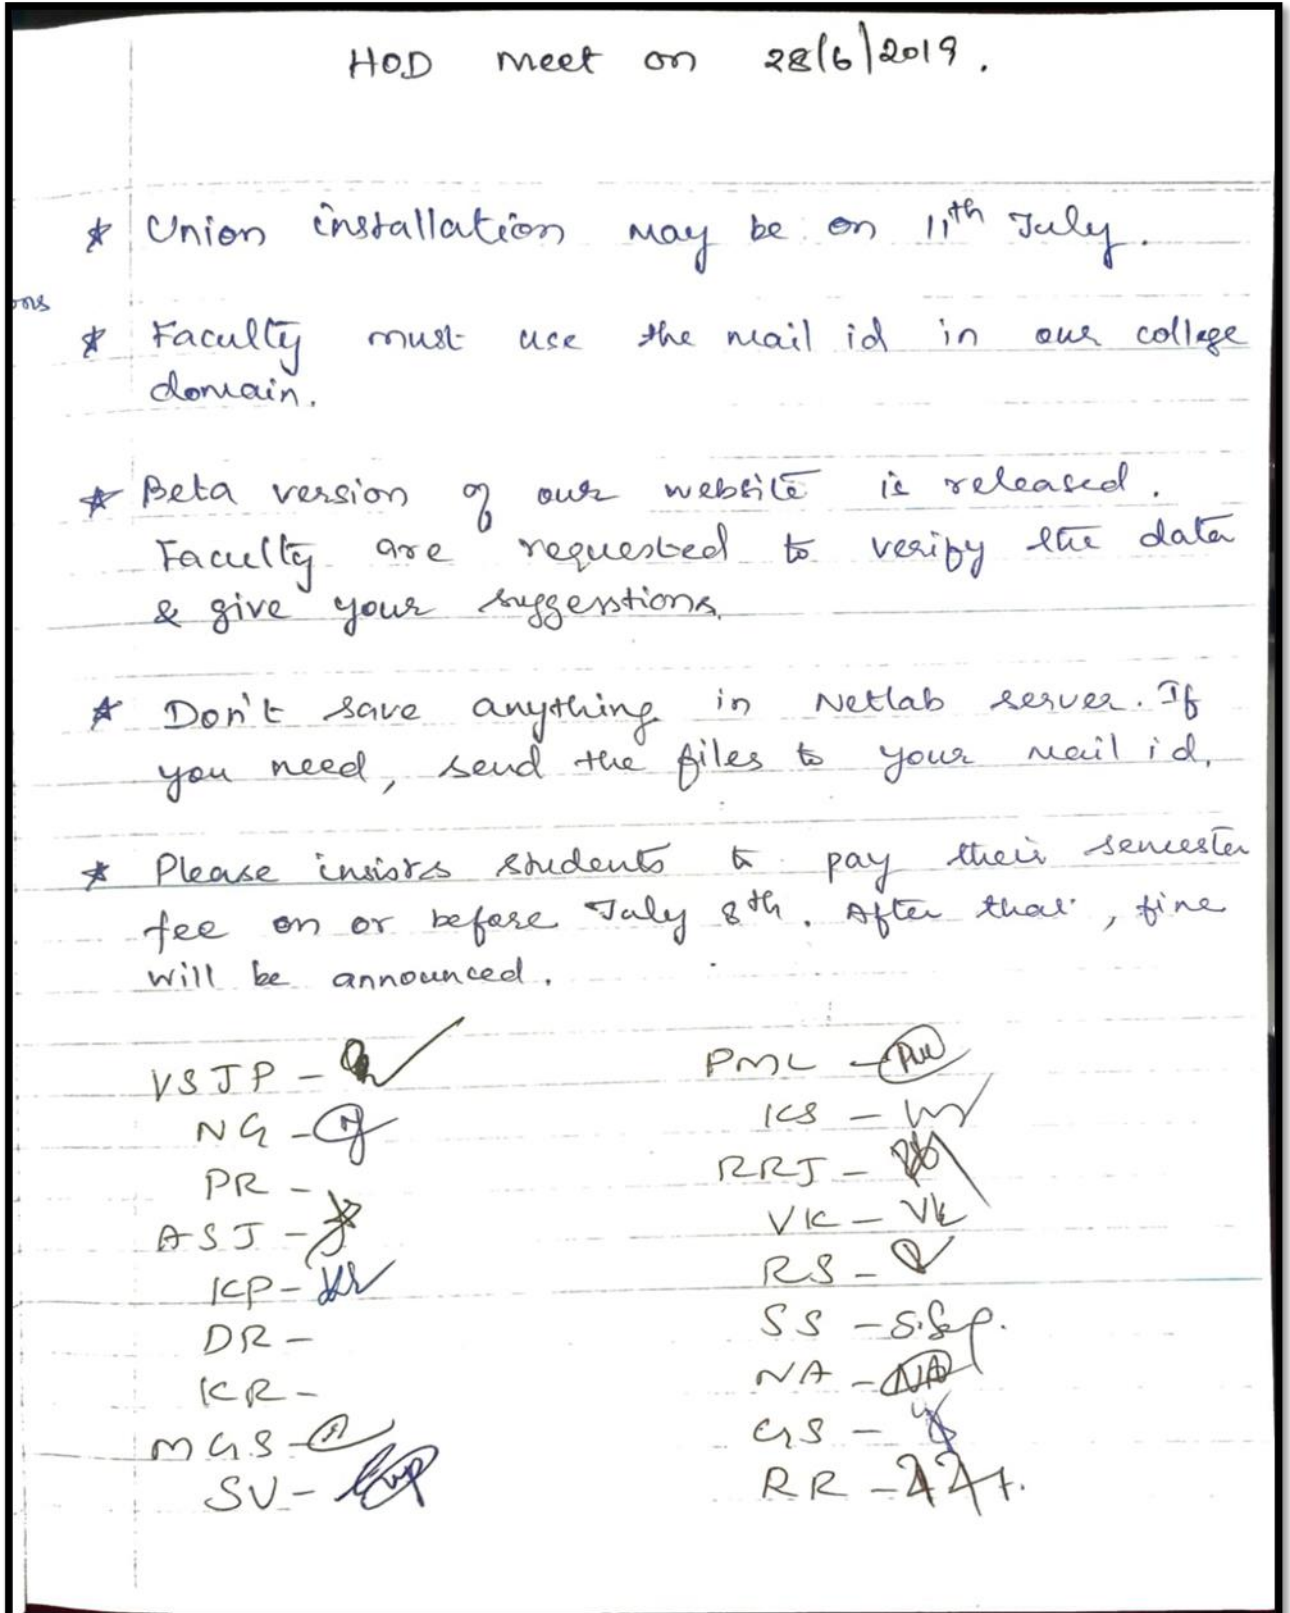 HOD meet on 28/6/2019.
* Union installation may be on 11th July.
ons
* Faculty must use the mail id in our college
domain.
* Beta version of our website is released.
Faculty are requested to verify the data
& give your suggesstions.
* Don't save anything in Netlab server. If
you need, send the files to your mail id.
* Please insists students to pay their semester
fee on or before July 8th. After that, fine
will be announced.
VSJP -
NG -
PR -
ASJ -
KP -
DR -
KR -
MGS -
SV -
PML -
KS -
RRJ -
VK - VK
RS -
SS -
NA - NA
GS -
RR -